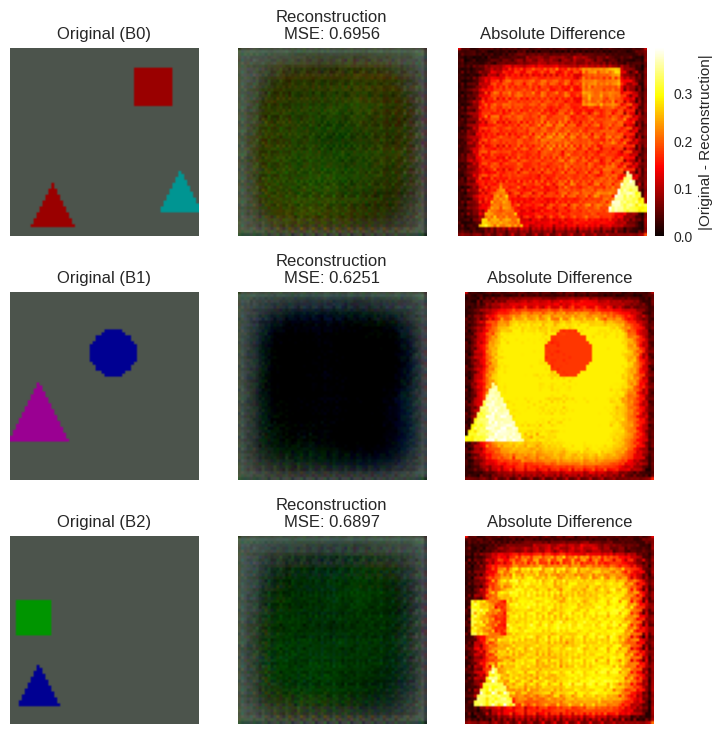 Original (B0)
Reconstruction
MSE: 0.6956
Absolute Difference
0.3
0.2
0.1
0.0
|Original - Reconstruction|
Original (B1)
Reconstruction
MSE: 0.6251
Absolute Difference
Original (B2)
Reconstruction
MSE: 0.6897
Absolute Difference